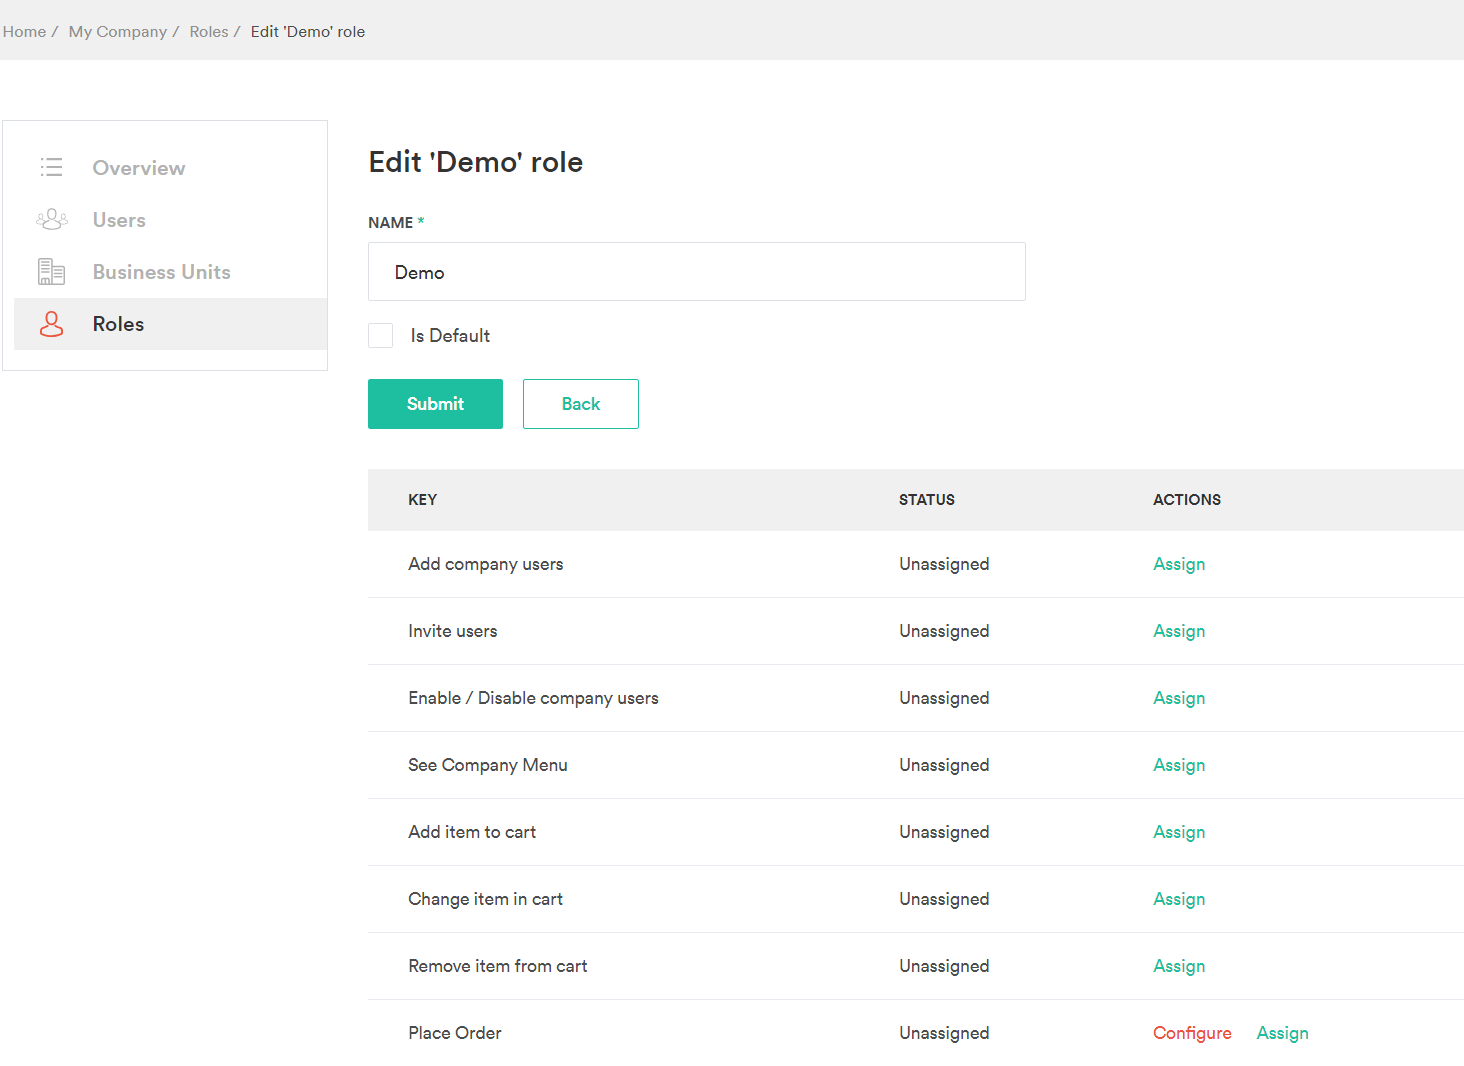 Home / My Company / Roles / Edit 'Demo' role
Overview
Users
Business Units
Roles
Edit 'Demo' role
NAME *
Demo
Is Default
Submit Back
KEY STATUS ACTIONS
Add company users Unassigned Assign
Invite users Unassigned Assign
Enable / Disable company users Unassigned Assign
See Company Menu Unassigned Assign
Add item to cart Unassigned Assign
Change item in cart Unassigned Assign
Remove item from cart Unassigned Assign
Place Order Unassigned Configure Assign